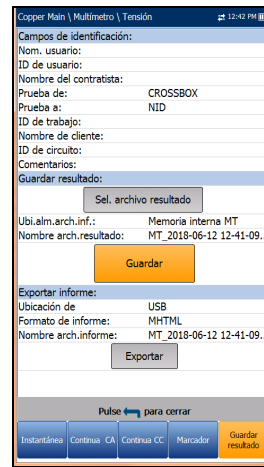 Copper Main \ Multímetro \ Tensión 12:42 PM
Campos de identificación:
Nom. usuario:
ID de usuario:
Nombre del contratista:
Prueba de: CROSSBOX
Prueba a: NID
ID de trabajo:
Nombre de cliente:
ID de circuito:
Comentarios:
Guardar resultado:
Sel. archivo resultado
Ubi.alm.arch.inf.: Memoria interna MT
Nombre arch.resultado: MT_2018-06-12 12-41-09..
Guardar
Exportar informe:
Ubicación de USB
Formato de informe: MHTML
Nombre arch.informe: MT_2018-06-12 12-41-09..
Exportar
Pulse para cerrar
Instantánea Continua CA Continua CC Marcador Guardar resultado